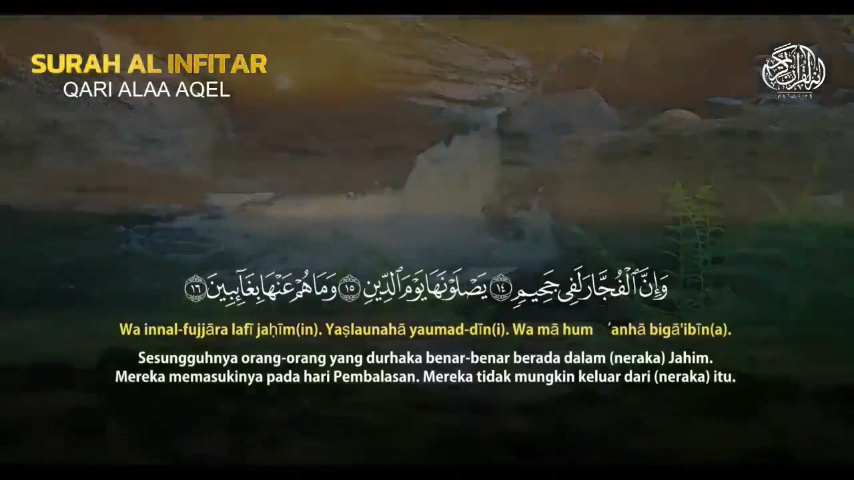 SURAH AL INFITAR
QARI ALAA AQEL
وَإِنَّ ٱلْفُجَّارَ لَفِى جَحِيمٍ ۝١٤ يَصْلَوْنَهَا يَوْمَ ٱلدِّينِ ۝١٥ وَمَا هُمْ عَنْهَا بِغَآئِبِينَ ۝١٦
Wa innal-fujjāra lafī jaḥīm(in). Yaṣlaunahā yaumad-dīn(i). Wa mā hum ‘anhā bigā'ibīn(a).
Sesungguhnya orang-orang yang durhaka benar-benar berada dalam (neraka) Jahim.
Mereka memasukinya pada hari Pembalasan. Mereka tidak mungkin keluar dari (neraka) itu.